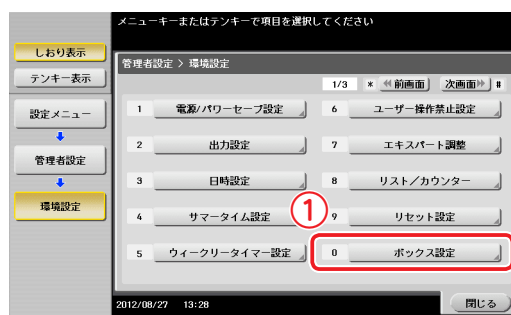 メニューキーまたはテンキーで項目を選択してください
しおり表示
テンキー表示
設定メニュー
管理者設定
環境設定
管理者設定 > 環境設定
1/3 * 前画面 次画面 #
1 電源/パワーセーブ設定
2 出力設定
3 日時設定
4 サマータイム設定
5 ウィークリータイマー設定
6 ユーザー操作禁止設定
7 エキスパート調整
8 リスト/カウンター
①
9 リセット設定
0 ボックス設定
2012/08/27 13:28
閉じる